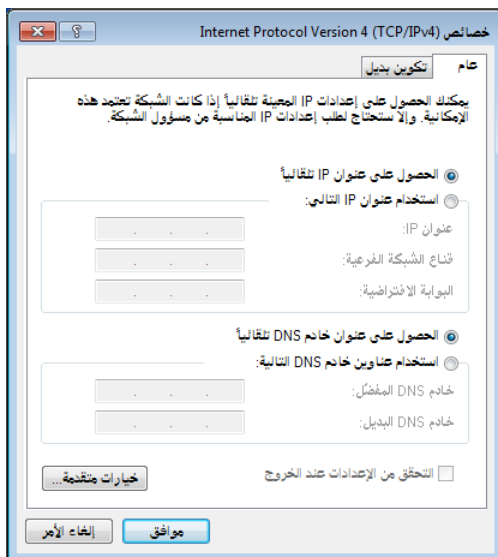 خصائص Internet Protocol Version 4 (TCP/IPv4)
عام
تكوين بديل
يمكنك الحصول على إعدادات IP المعينة تلقائياً إذا كانت الشبكة تعتمد هذه
الإمكانية. وإلا ستحتاج لطلب إعدادات IP المناسبة من مسؤول الشبكة.
الحصول على عنوان IP تلقائياً
استخدام عنوان IP التالي:
عنوان IP:
قناع الشبكة الفرعية:
البوابة الافتراضية:
الحصول على عنوان خادم DNS تلقائياً
استخدام عناوين خادم DNS التالية:
خادم DNS المفضّل:
خادم DNS البديل:
التحقق من الإعدادات عند الخروج
خيارات متقدمة...
موافق
إلغاء الأمر